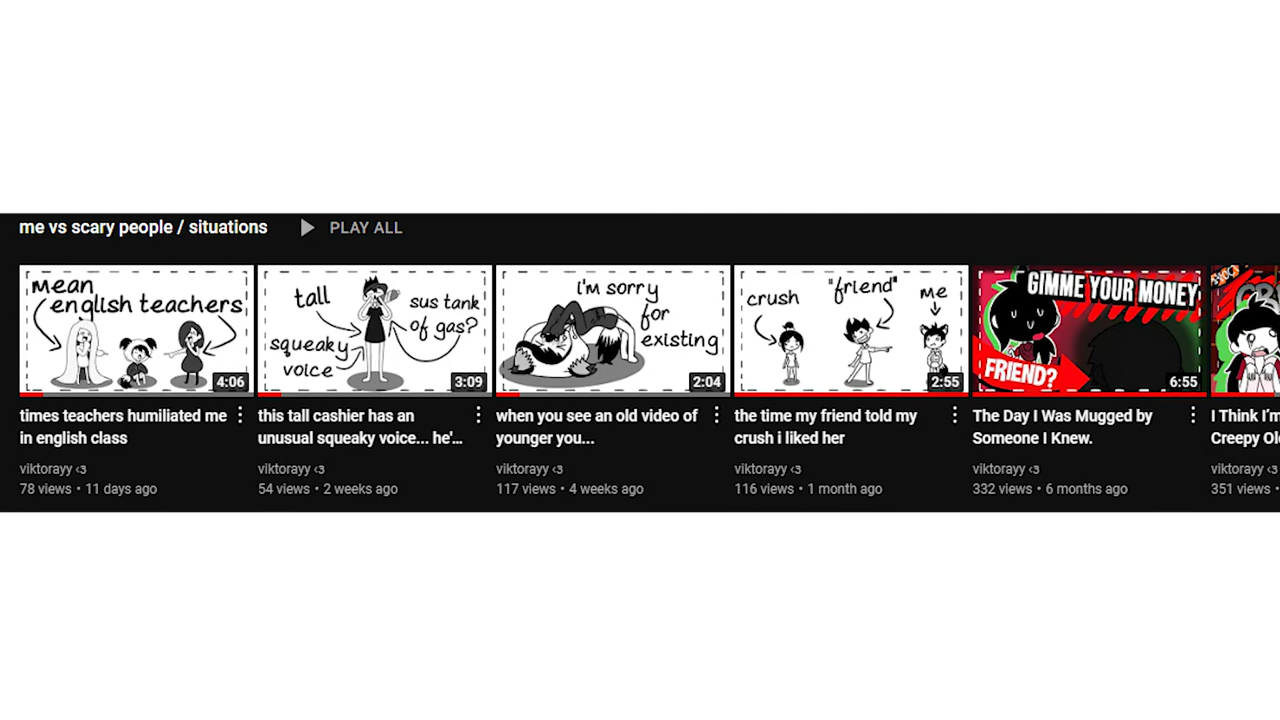 me vs scary people / situations
PLAY ALL
mean
english teachers
4:06
times teachers humiliated me
in english class
viktorayy ‹3
78 views • 11 days ago
tall
sus tank
of gas?
squeaky
voice
3:09
this tall cashier has an
unusual squeaky voice... he'...
viktorayy ‹3
54 views • 2 weeks ago
i'm sorry
for
existing
2:04
when you see an old video of
younger you...
viktorayy ‹3
117 views • 4 weeks ago
crush
"friend"
me
2:55
the time my friend told my
crush i liked her
viktorayy ‹3
116 views • 1 month ago
GIMME YOUR MONEY
FRIEND?
6:55
The Day I Was Mugged by
Someone I Knew.
viktorayy ‹3
332 views • 6 months ago
I Think I'm
Creepy Ol
viktorayy ‹3
351 views •